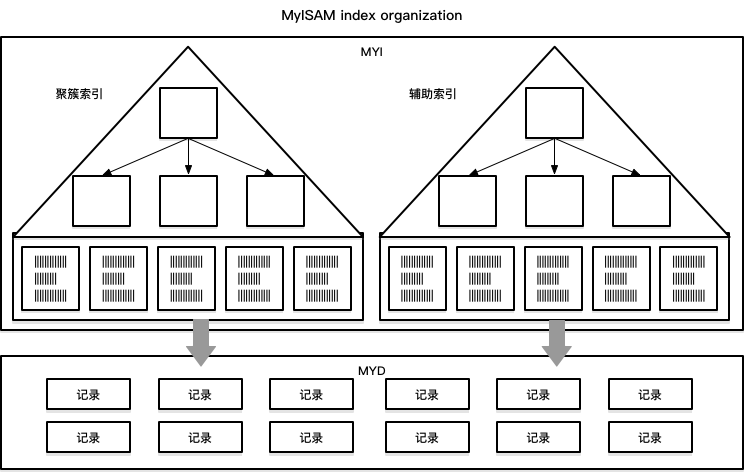 MyISAM index organization
MYI
聚簇索引
辅助索引
MYD
记录 记录 记录 记录 记录 记录
记录 记录 记录 记录 记录 记录